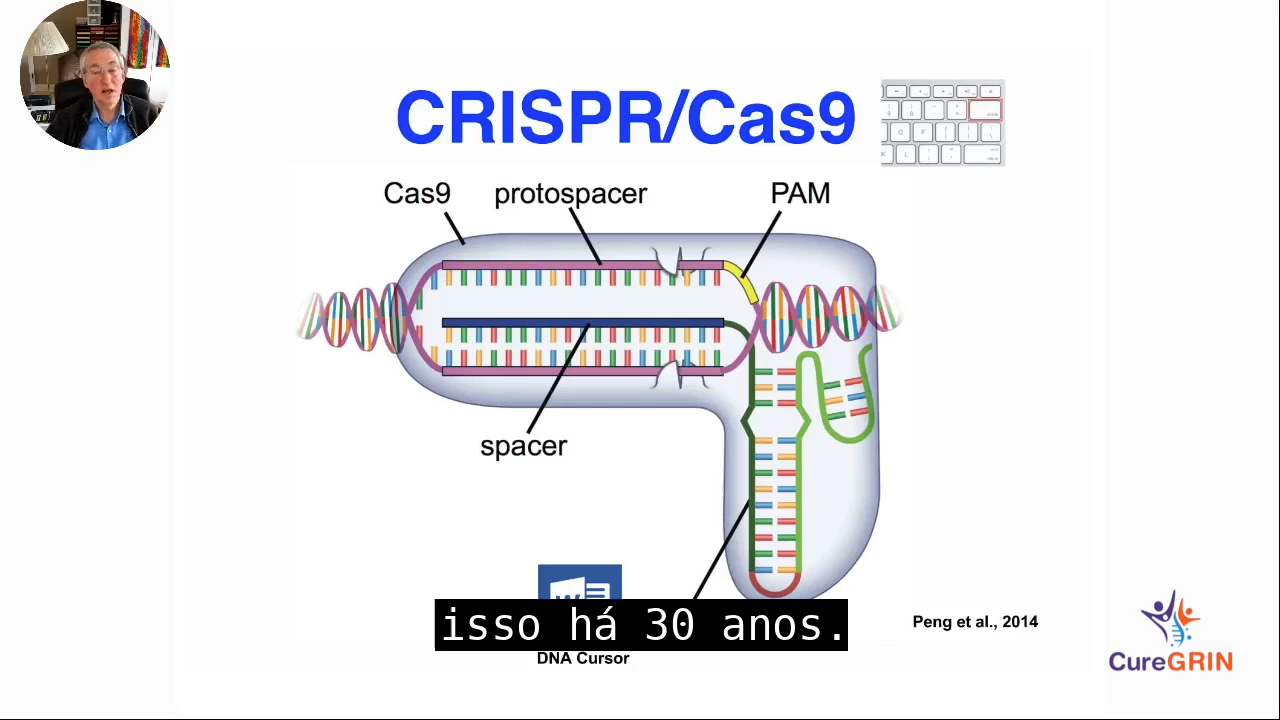 CRISPR/Cas9
Cas9 protospacer PAM
spacer
W
isso há 30 anos.
DNA Cursor
Peng et al., 2014
CureGRIN